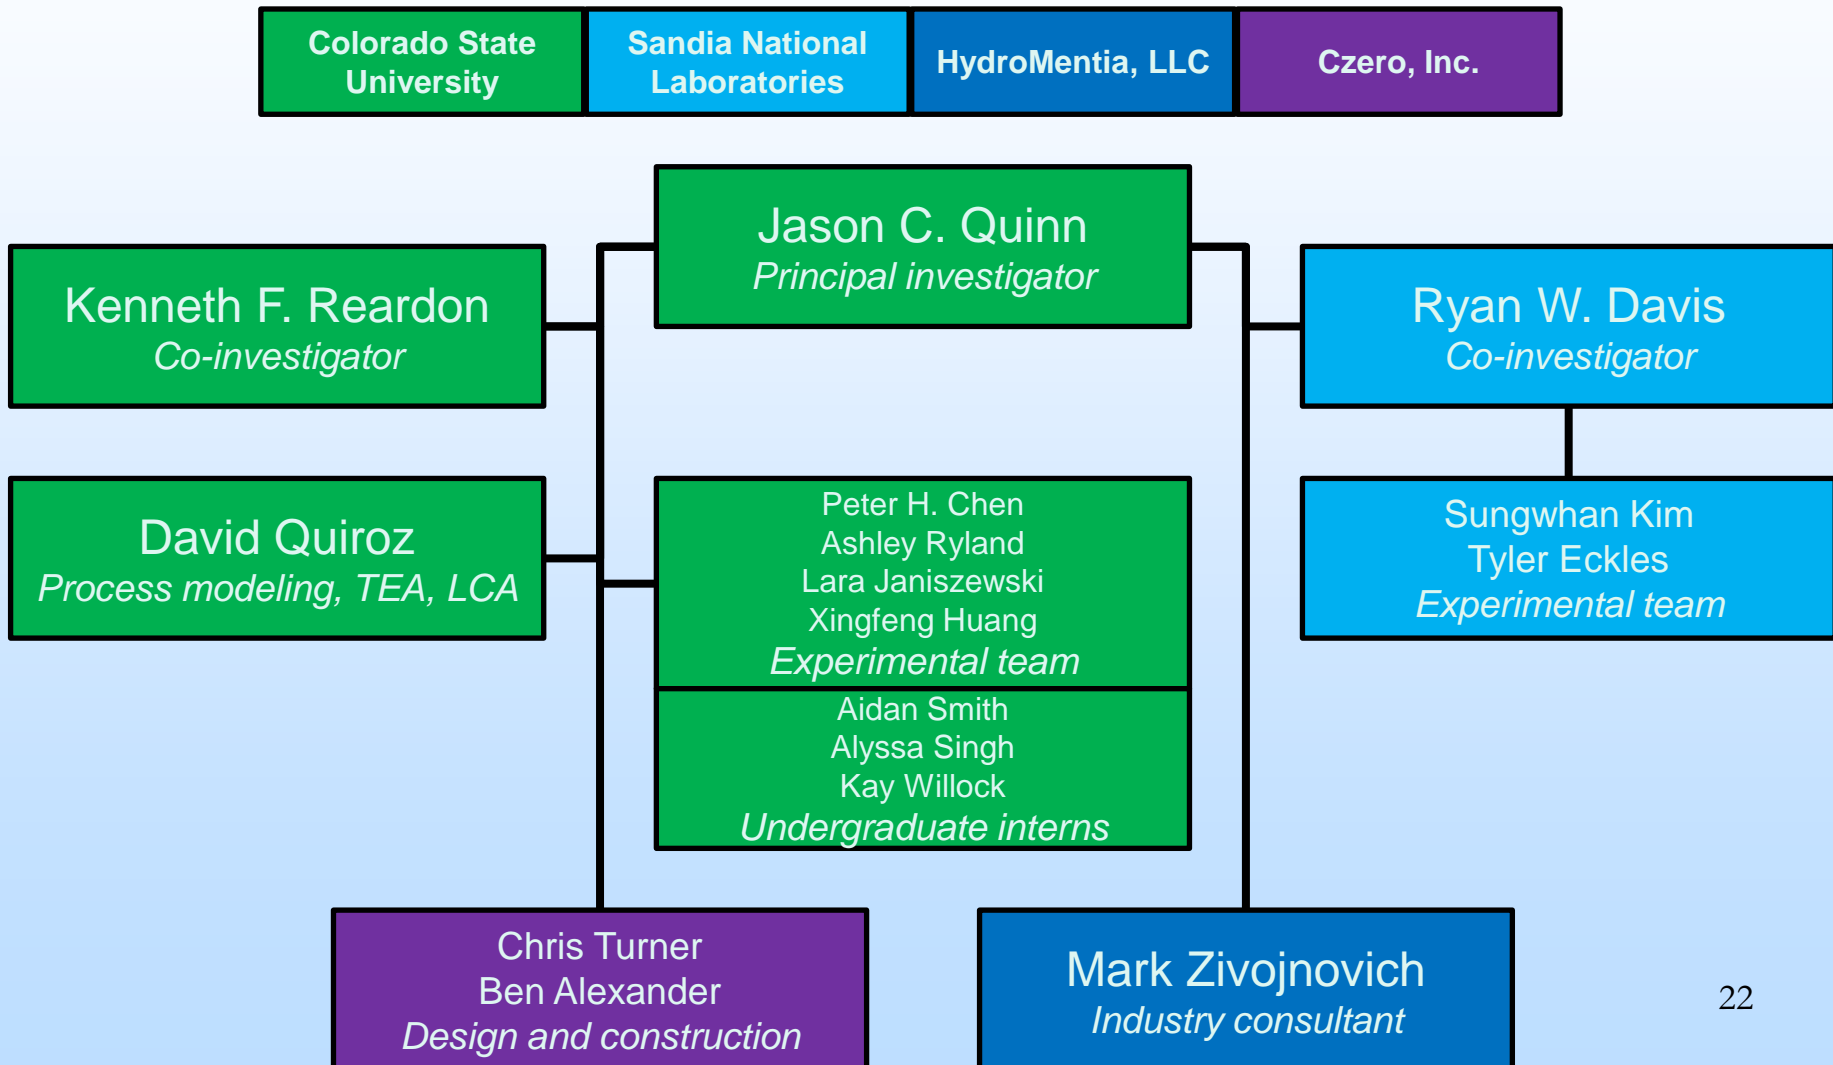 Colorado State
University
Sandia National
Laboratories
HydroMentia, LLC
Czero, Inc.
Jason C. Quinn
Principal investigator
Kenneth F. Reardon
Co-investigator
Ryan W. Davis
Co-investigator
David Quiroz
Process modeling, TEA, LCA
Peter H. Chen
Ashley Ryland
Lara Janiszewski
Xingfeng Huang
Experimental team
Aidan Smith
Alyssa Singh
Kay Willock
Undergraduate interns
Sungwhan Kim
Tyler Eckles
Experimental team
Chris Turner
Ben Alexander
Design and construction
Mark Zivojnovich
Industry consultant
22